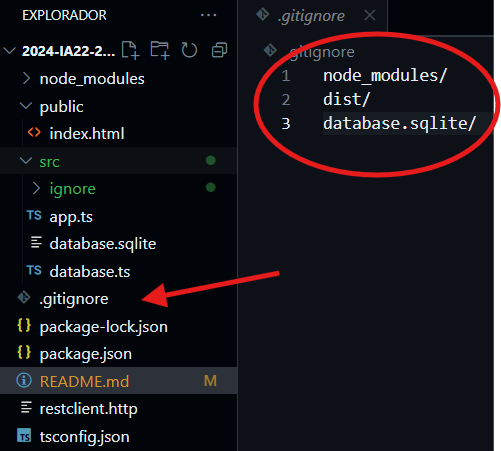 EXPLORADOR ...
2024-IA22-2...
node_modules
public
<> index.html
src
ignore
TS app.ts
database.sqlite
TS database.ts
.gitignore
{} package-lock.json
{} package.json
README.md M
restclient.http
TS tsconfig.json
.gitignore
.gitignore
1 node_modules/
2 dist/
3 database.sqlite/